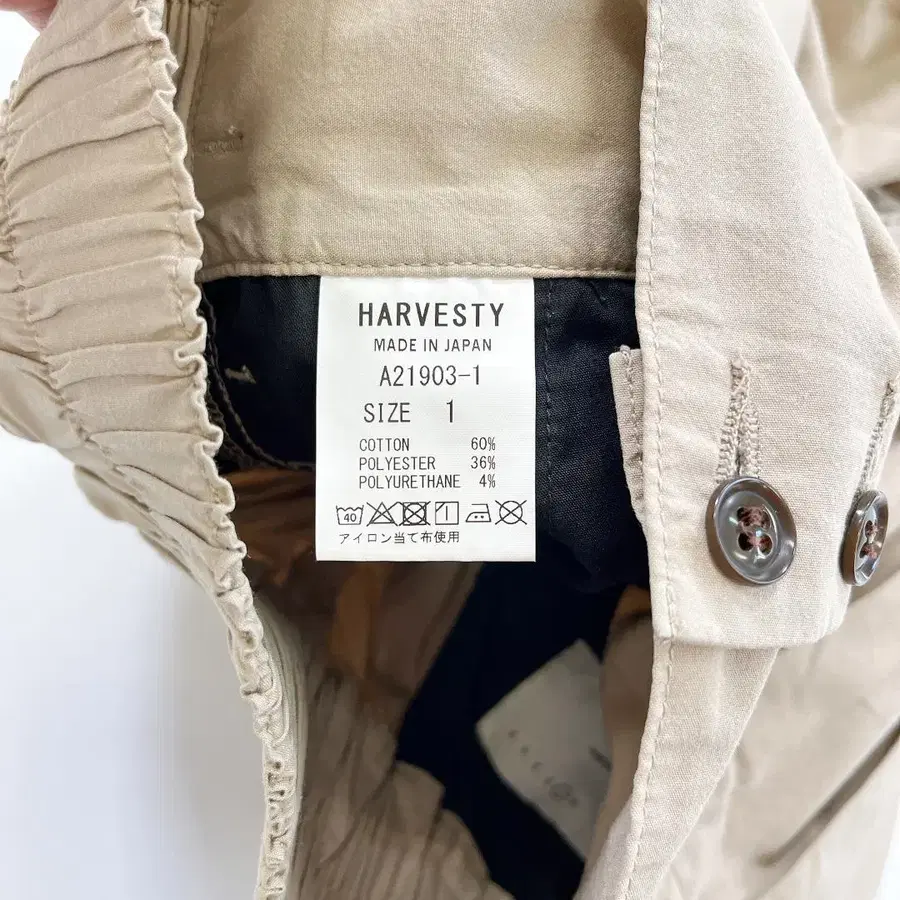 HARVESTY
MADE IN JAPAN
A21903-1
SIZE 1
COTTON 60%
POLYESTER 36%
POLYURETHANE 4%
40
アイロン当て布使用